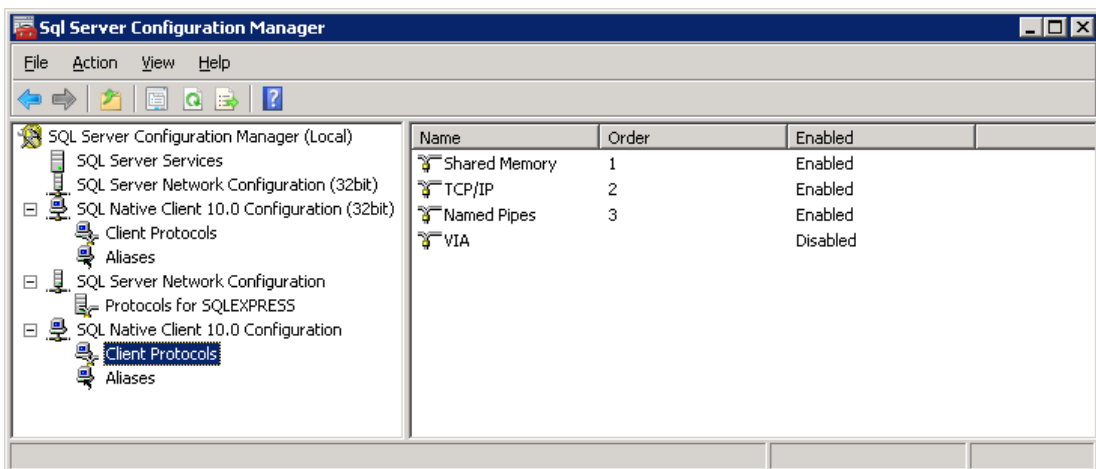 Sql Server Configuration Manager
File Action View Help
SQL Server Configuration Manager (Local)
SQL Server Services
SQL Server Network Configuration (32bit)
SQL Native Client 10.0 Configuration (32bit)
Client Protocols
Aliases
SQL Server Network Configuration
Protocols for SQLEXPRESS
SQL Native Client 10.0 Configuration
Client Protocols
Aliases
Name Order Enabled
Shared Memory 1 Enabled
TCP/IP 2 Enabled
Named Pipes 3 Enabled
VIA Disabled